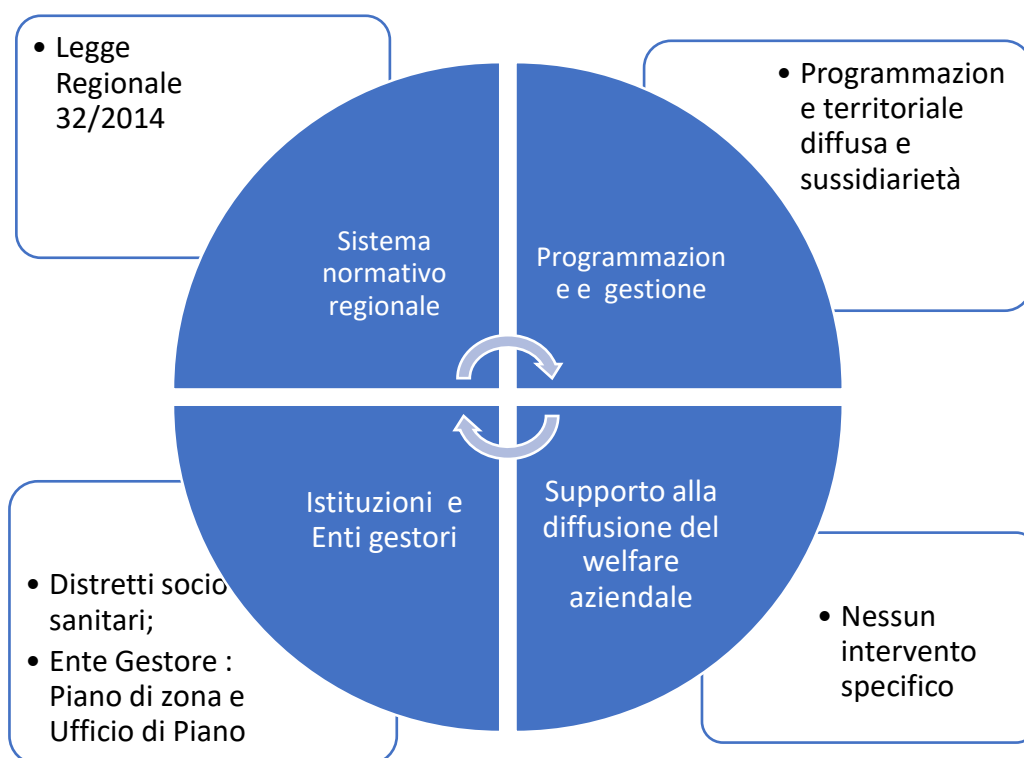 • Legge
Regionale
32/2014
• Programmazion
e territoriale
diffusa e
sussidiarietà
Sistema
normativo
regionale
Programmazion
e e gestione
Istituzioni e
Enti gestori
Supporto alla
diffusione del
welfare
aziendale
• Distretti socio
sanitari;
• Ente Gestore :
Piano di zona e
Ufficio di Piano
• Nessun
intervento
specifico